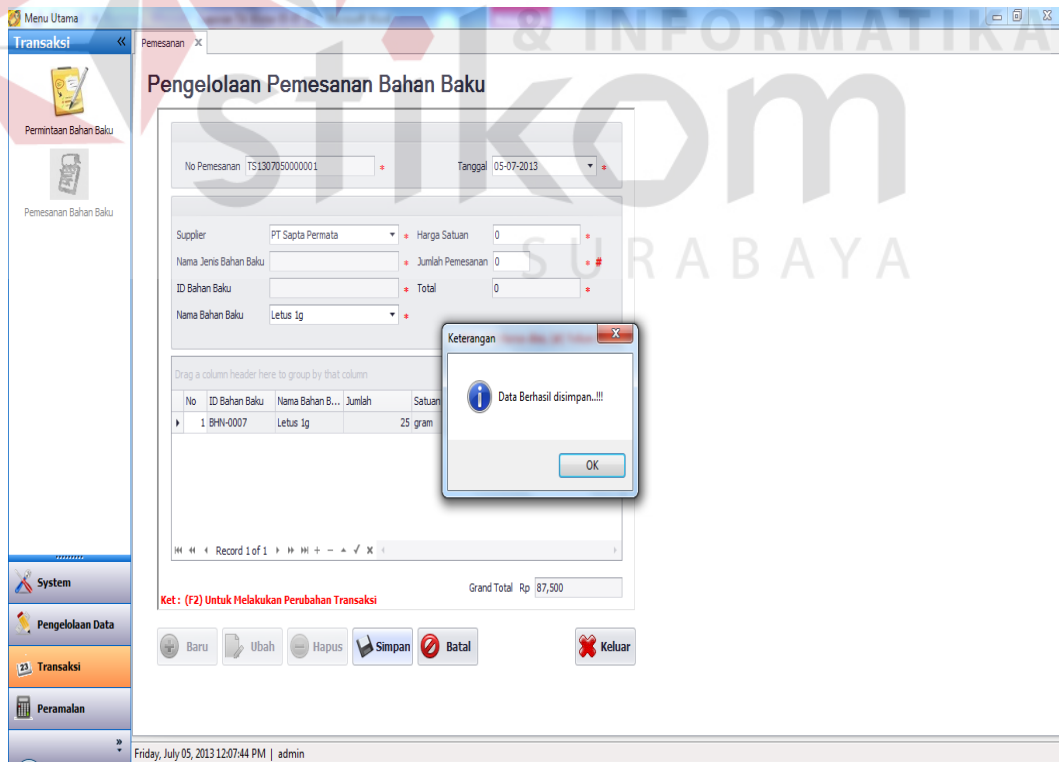 Menu Utama
& INFORMATIKA
Transaksi «
Pemesanan X
Pengelolaan Pemesanan Bahan Baku
stikom
SURABAYA
Permintaan Bahan Baku
Pemesanan Bahan Baku
No Pemesanan TS1307050000001 * Tanggal 05-07-2013 *
Supplier PT Sapta Permata * Harga Satuan 0 *
Nama Jenis Bahan Baku * Jumlah Pemesanan 0 * #
ID Bahan Baku * Total 0 *
Nama Bahan Baku Letus 1g *
Keterangan
Data Berhasil disimpan..!!!
OK
Drag a column header here to group by that column
No ID Bahan Baku Nama Bahan B... Jumlah Satuan
1 BHN-0007 Letus 1g 25 gram
Record 1 of 1
Grand Total Rp 87,500
Ket : (F2) Untuk Melakukan Perubahan Transaksi
Baru Ubah Hapus Simpan Batal Keluar
System
Pengelolaan Data
23 Transaksi
Peramalan
»
Friday, July 05, 2013 12:07:44 PM | admin